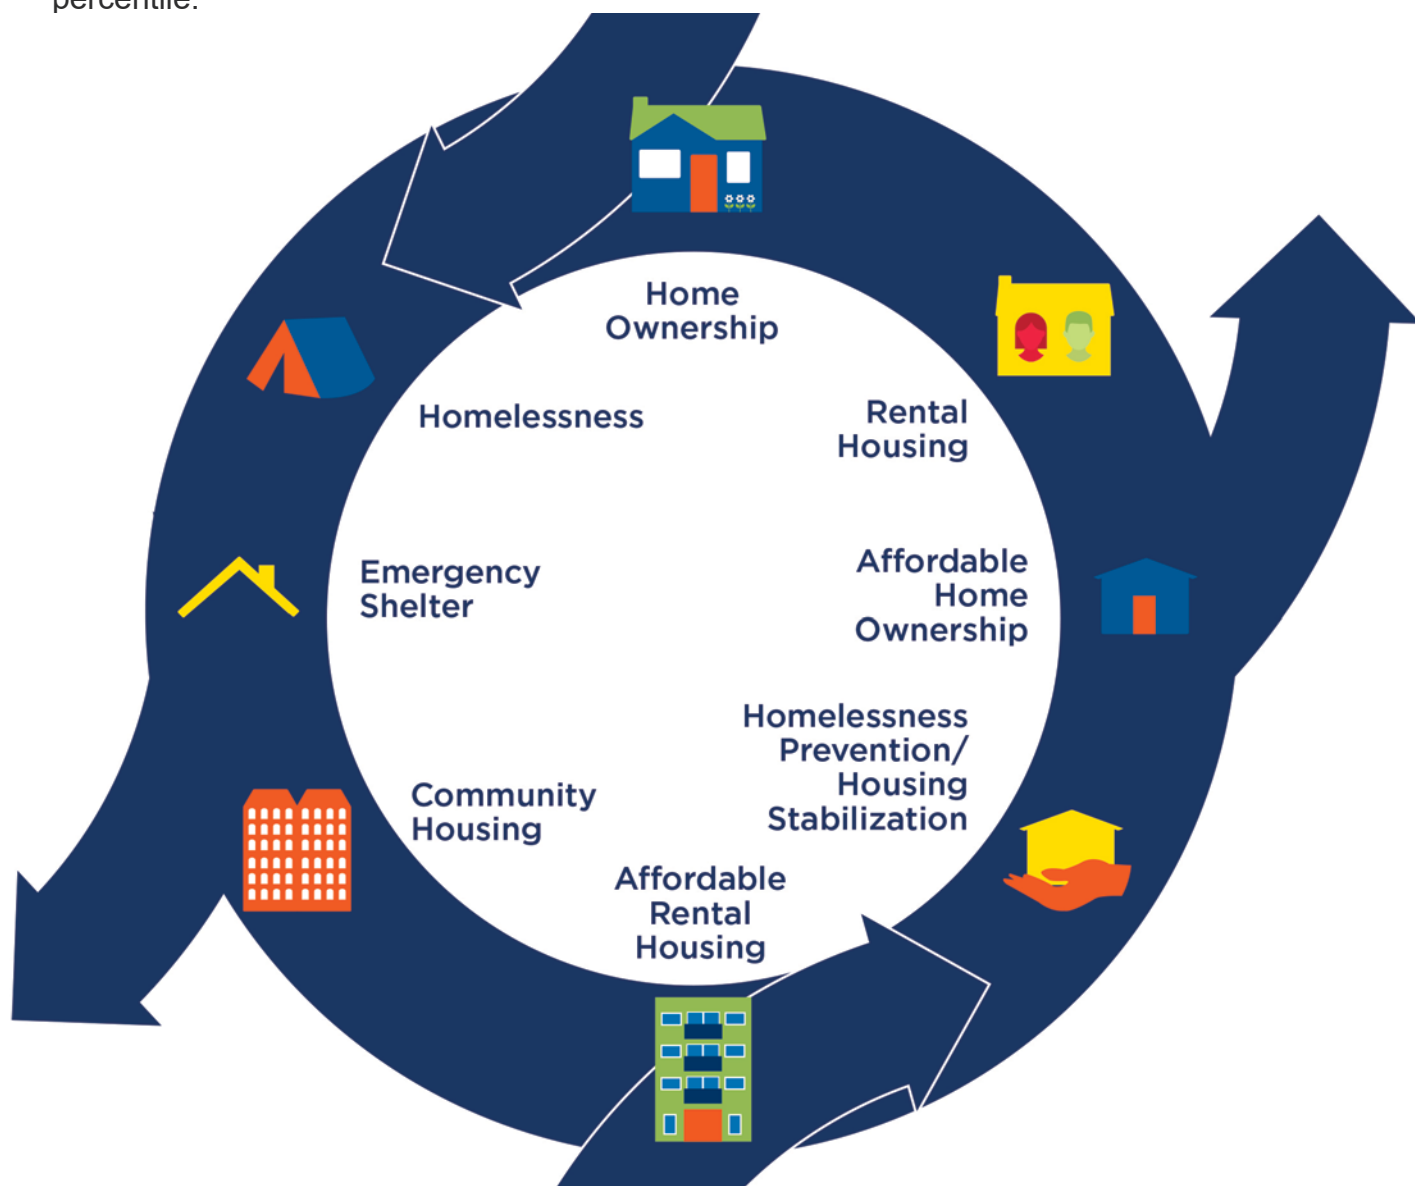 percentile.
Home
Ownership
Rental
Housing
Affordable
Home
Ownership
Homelessness
Prevention/
Housing
Stabilization
Affordable
Rental
Housing
Community
Housing
Emergency
Shelter
Homelessness